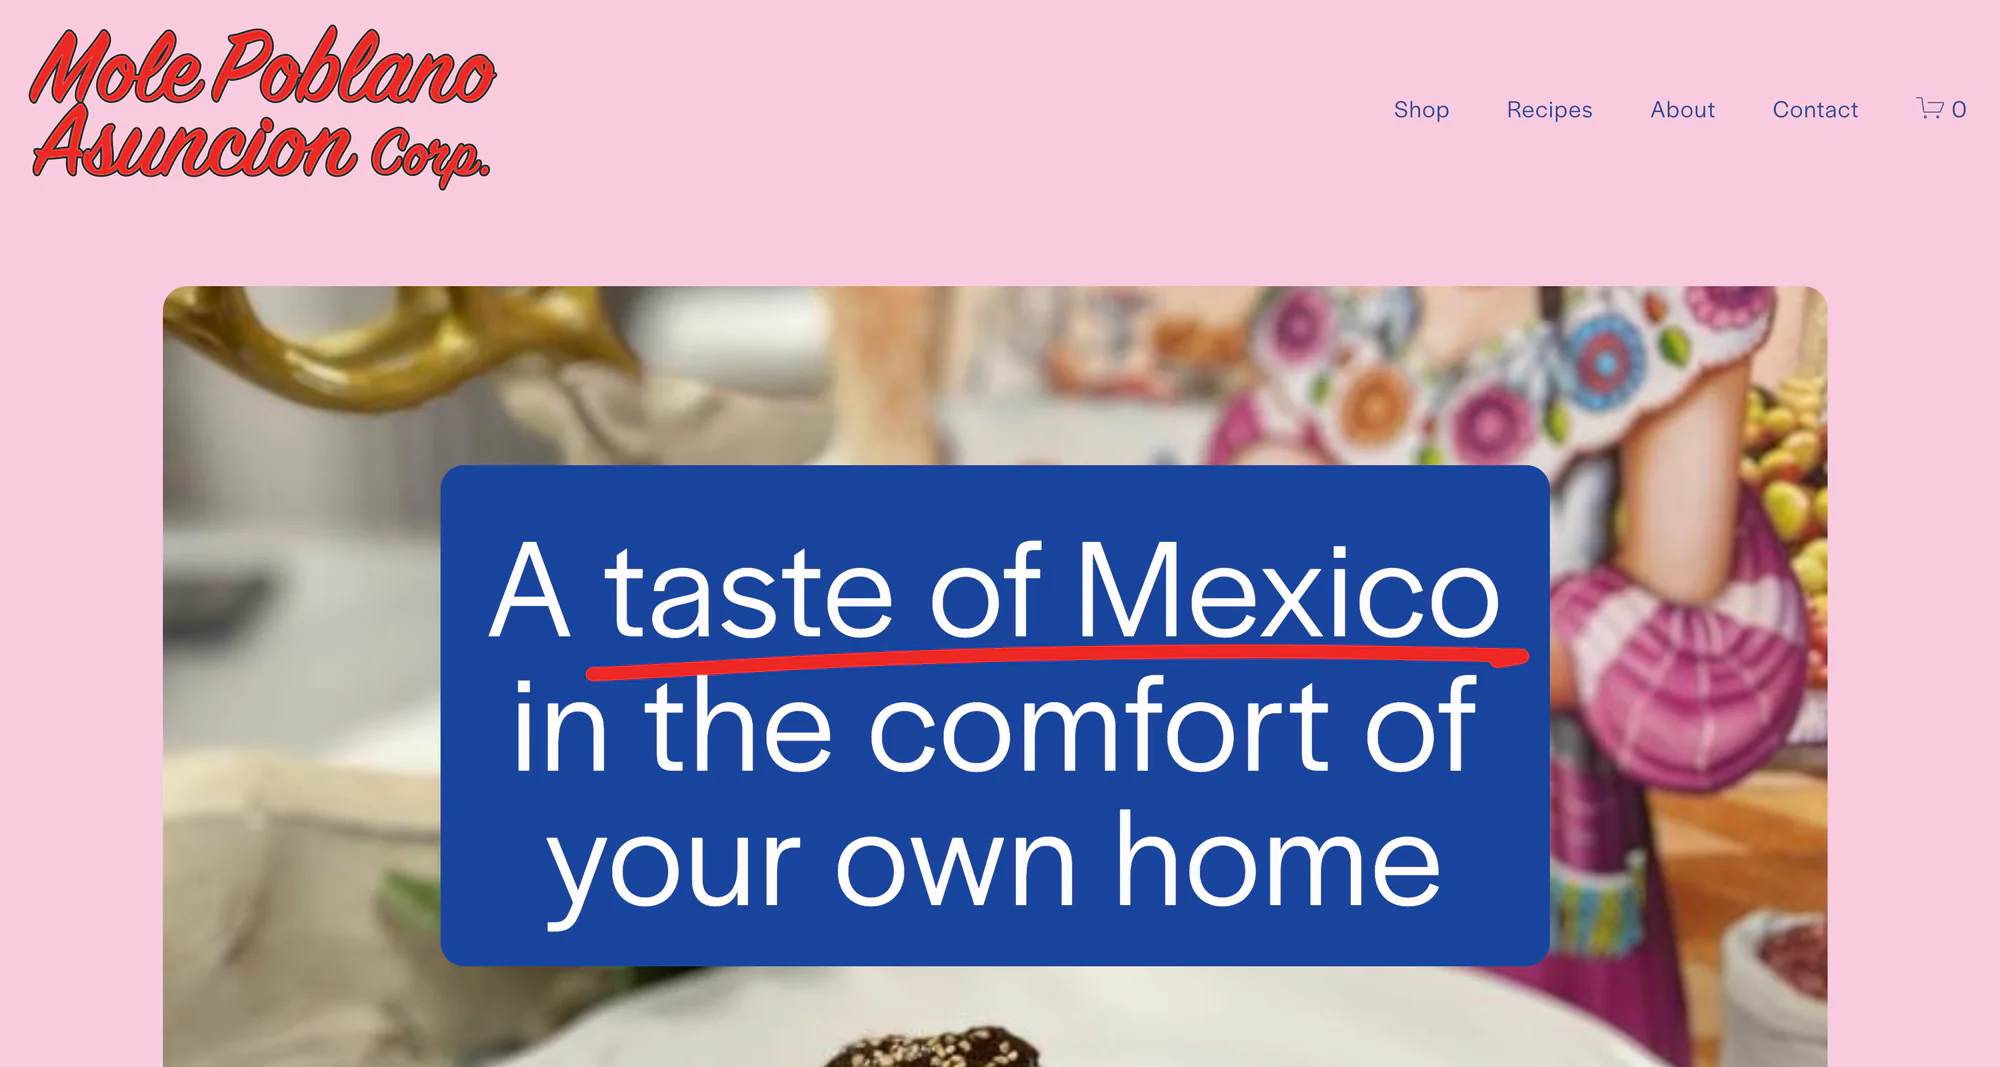 Mole Poblano
Asuncion Corp.
Shop Recipes About Contact 0
A taste of Mexico
in the comfort of
your own home